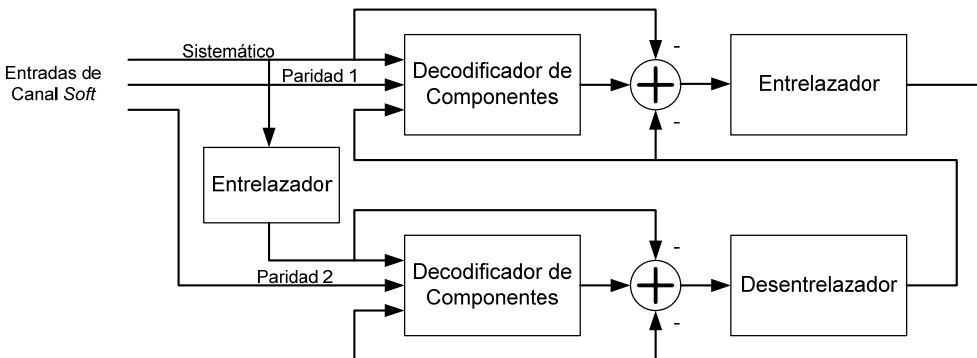 Sistemático
Entradas de
Canal Soft
Paridad 1
Decodificador de
Componentes
-
-
Entrelazador
Entrelazador
Paridad 2
Decodificador de
Componentes
-
-
Desentrelazador